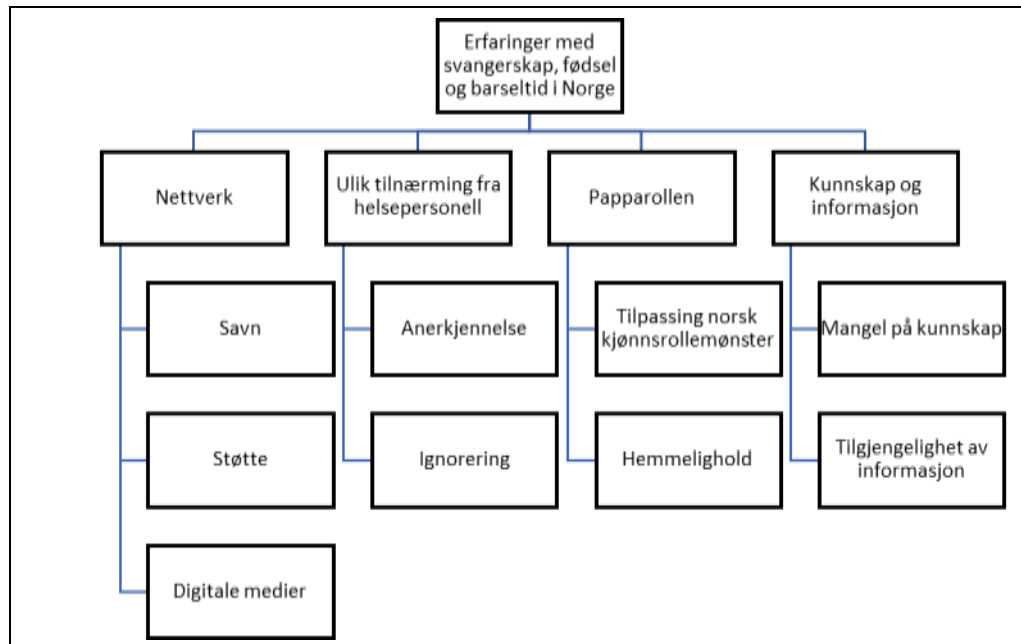 Erfaringer med
svangerskap, fødsel
og barseltid i Norge
Nettverk
Ulik tilnærming fra
helsepersonell
Papparollen
Kunnskap og
informasjon
Savn
Anerkjennelse
Tilpassing norsk
kjønnsrollemønster
Mangel på kunnskap
Støtte
Ignorering
Hemmelighold
Tilgjengelighet av
informasjon
Digitale medier